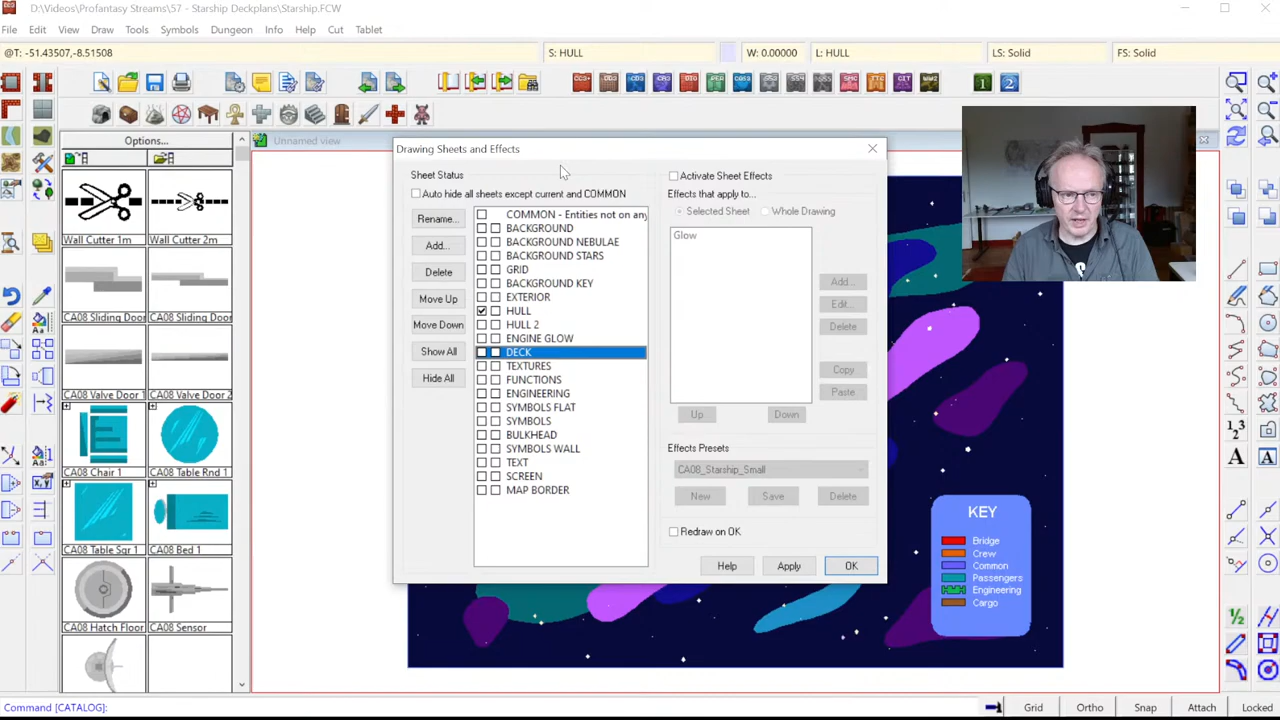 D:\Videos\Profantasy Streams\57 - Starship Deckplans\Starship.FCW
File Edit View Draw Tools Symbols Dungeon Info Help Cut Tablet
@T: -51.43507,-8.51508 S: HULL W: 0.00000 L: HULL LS: Solid FS: Solid
Options...
Unnamed view
Wall Cutter 1m Wall Cutter 2m
CA08 Sliding Door CA08 Sliding Door
CA08 Valve Door 1 CA08 Valve Door 2
CA08 Chair 1 CA08 Table Rnd 1
CA08 Table Sqr 1 CA08 Bed 1
CA08 Hatch Floor CA08 Sensor
Drawing Sheets and Effects
Sheet Status
Auto hide all sheets except current and COMMON
Rename...
Add...
Delete
Move Up
Move Down
Show All
Hide All
COMMON - Entities not on any
BACKGROUND
BACKGROUND NEBULAE
BACKGROUND STARS
GRID
BACKGROUND KEY
EXTERIOR
HULL
HULL 2
ENGINE GLOW
DECK
TEXTURES
FUNCTIONS
ENGINEERING
SYMBOLS FLAT
SYMBOLS
BULKHEAD
SYMBOLS WALL
TEXT
SCREEN
MAP BORDER
Activate Sheet Effects
Effects that apply to...
Selected Sheet Whole Drawing
Glow
Add...
Edit...
Delete
Copy
Paste
Up Down
Effects Presets
CA08_Starship_Small
New Save Delete
Redraw on OK
Help Apply OK
KEY
Bridge
Crew
Common
Passengers
Engineering
Cargo
Command [CATALOG]: Grid Ortho Snap Attach Locked